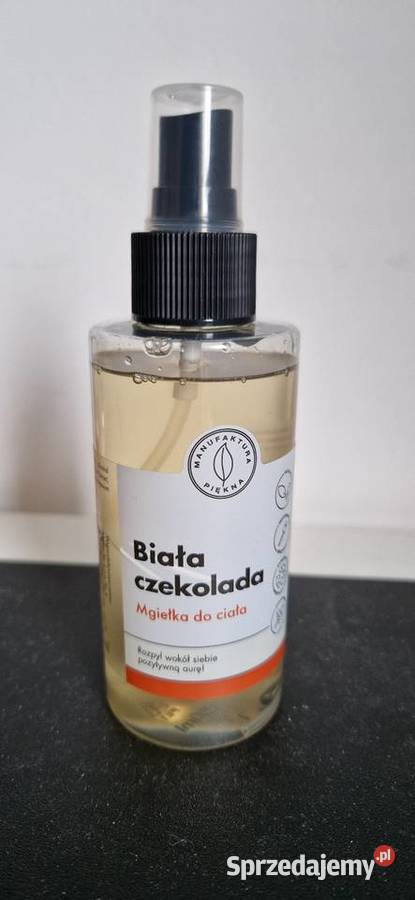 MANUFAKTURA
PIĘKNA
Biała
czekolada
Mgiełka do ciała
Rozpyl wokół siebie
pozytywną aurę!
Sprzedajemy.pl